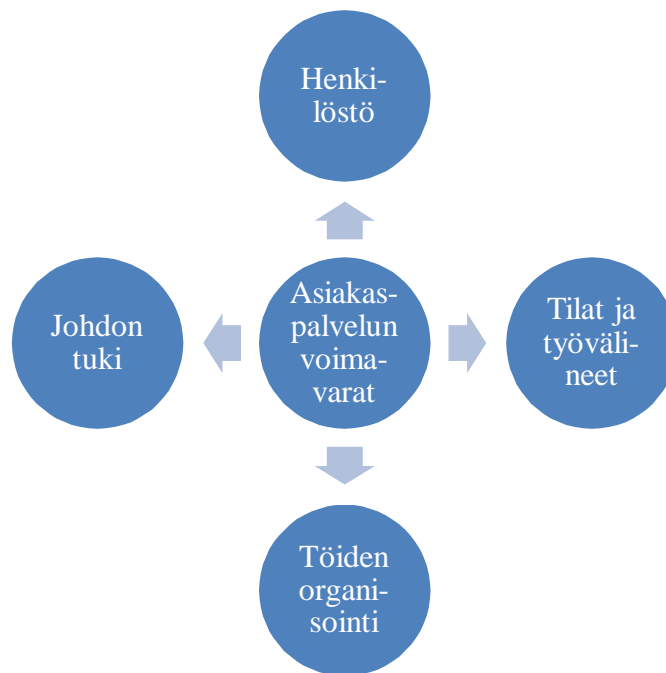 Henki-
löstö
Johdon
tuki
Asiakas-
palvelun
voima-
varat
Tilat ja
työväli-
neet
Töiden
organi-
sointi